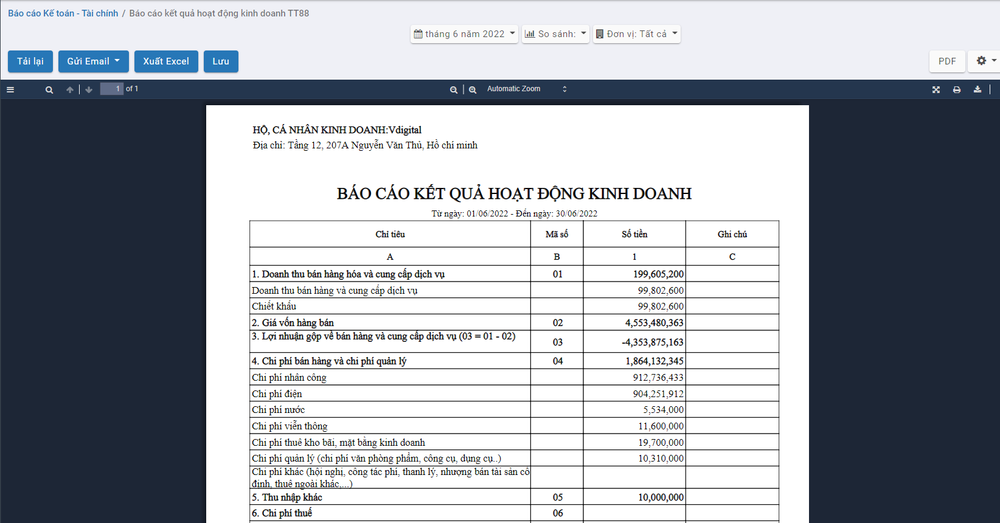 Báo cáo Kế toán - Tài chính / Báo cáo kết quả hoạt động kinh doanh TT88
tháng 6 năm 2022 So sánh: Đơn vị: Tất cả
Tải lại Gửi Email Xuất Excel Lưu PDF
1 of 1 Automatic Zoom
HỘ, CÁ NHÂN KINH DOANH:Vdigital
Địa chỉ: Tầng 12, 207A Nguyễn Văn Thủ, Hồ chí minh
BÁO CÁO KẾT QUẢ HOẠT ĐỘNG KINH DOANH
Từ ngày: 01/06/2022 - Đến ngày: 30/06/2022
Chỉ tiêu Mã số Số tiền Ghi chú
A B 1 C
1. Doanh thu bán hàng hóa và cung cấp dịch vụ 01 199,605,200
Doanh thu bán hàng và cung cấp dịch vụ 99,802,600
Chiết khấu 99,802,600
2. Giá vốn hàng bán 02 4,553,480,363
3. Lợi nhuận gộp về bán hàng và cung cấp dịch vụ (03 = 01 - 02) 03 -4,353,875,163
4. Chi phí bán hàng và chi phí quản lý 04 1,864,132,345
Chi phí nhân công 912,736,433
Chi phí điện 904,251,912
Chi phí nước 5,534,000
Chi phí viễn thông 11,600,000
Chi phí thuê kho bãi, mặt bằng kinh doanh 19,700,000
Chi phí quản lý (chi phí văn phòng phẩm, công cụ, dụng cụ..) 10,310,000
Chi phí khác (hội nghị, công tác phí, thanh lý, nhượng bán tài sản cố
định, thuê ngoài khác,...)
5. Thu nhập khác 05 10,000,000
6. Chi phí thuế 06